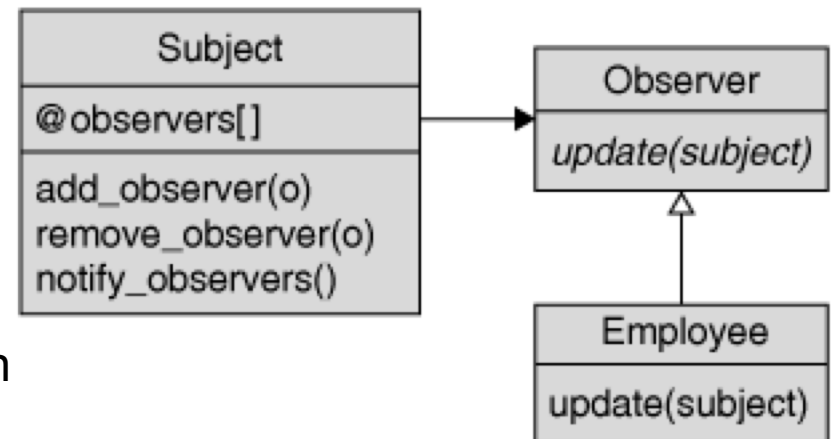 Subject
@observers[]
add_observer(o)
remove_observer(o)
notify_observers()
Observer
update(subject)
Employee
update(subject)